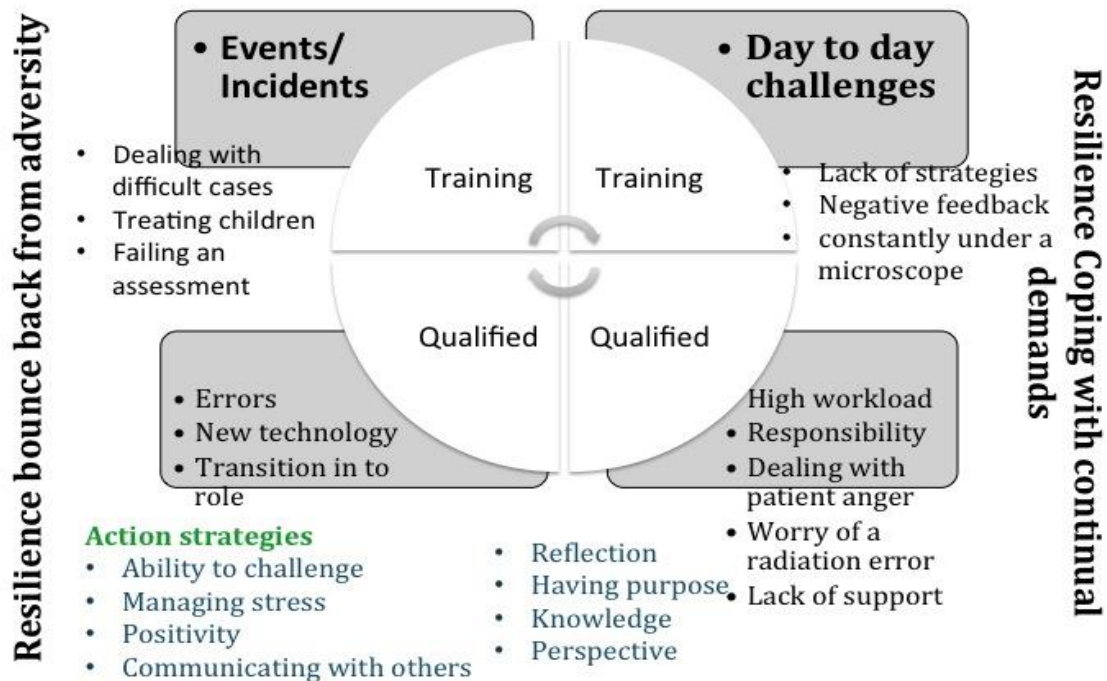 Resilience bounce back from adversity
• Events/
Incidents
• Dealing with
difficult cases
• Treating children
• Failing an
assessment
Training
Training
• Day to day
challenges
• Lack of strategies
• Negative feedback
• constantly under a
microscope
Qualified
Qualified
• Errors
• New technology
• Transition in to
role
High workload
• Responsibility
• Dealing with
patient anger
• Worry of a
radiation error
• Lack of support
Action strategies
• Ability to challenge
• Managing stress
• Positivity
• Communicating with others
• Reflection
• Having purpose
• Knowledge
• Perspective
Resilience Coping with continual
demands